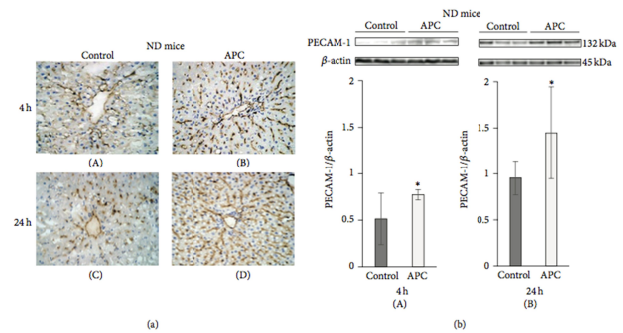 ND mice
Control APC
4 h
(A) (B)
24 h
(C) (D)
(a)
ND mice
Control APC Control APC
PECAM-1 132 kDa
β-actin 45 kDa
PECAM-1/β-actin
2
1.5
1
0.5
0
*
Control APC
4 h
(A)
PECAM-1/β-actin
2
1.5
1
0.5
0
*
Control APC
24 h
(B)
(b)